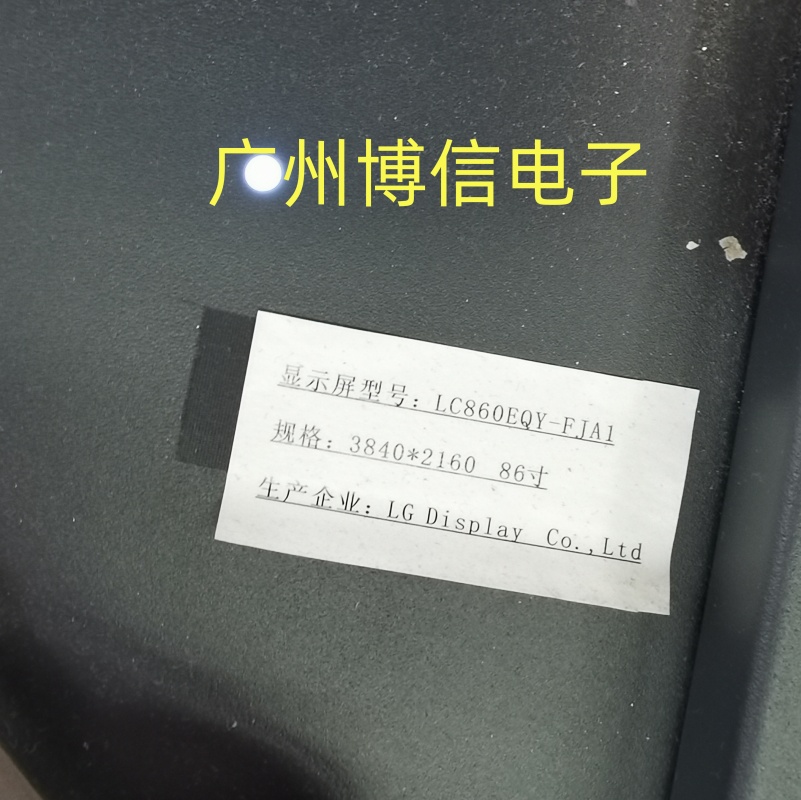 广州博信电子
显示屏型号：LC860EQY-FJA1
规格：3840*2160 86寸
生产企业：LG Display Co.,Ltd